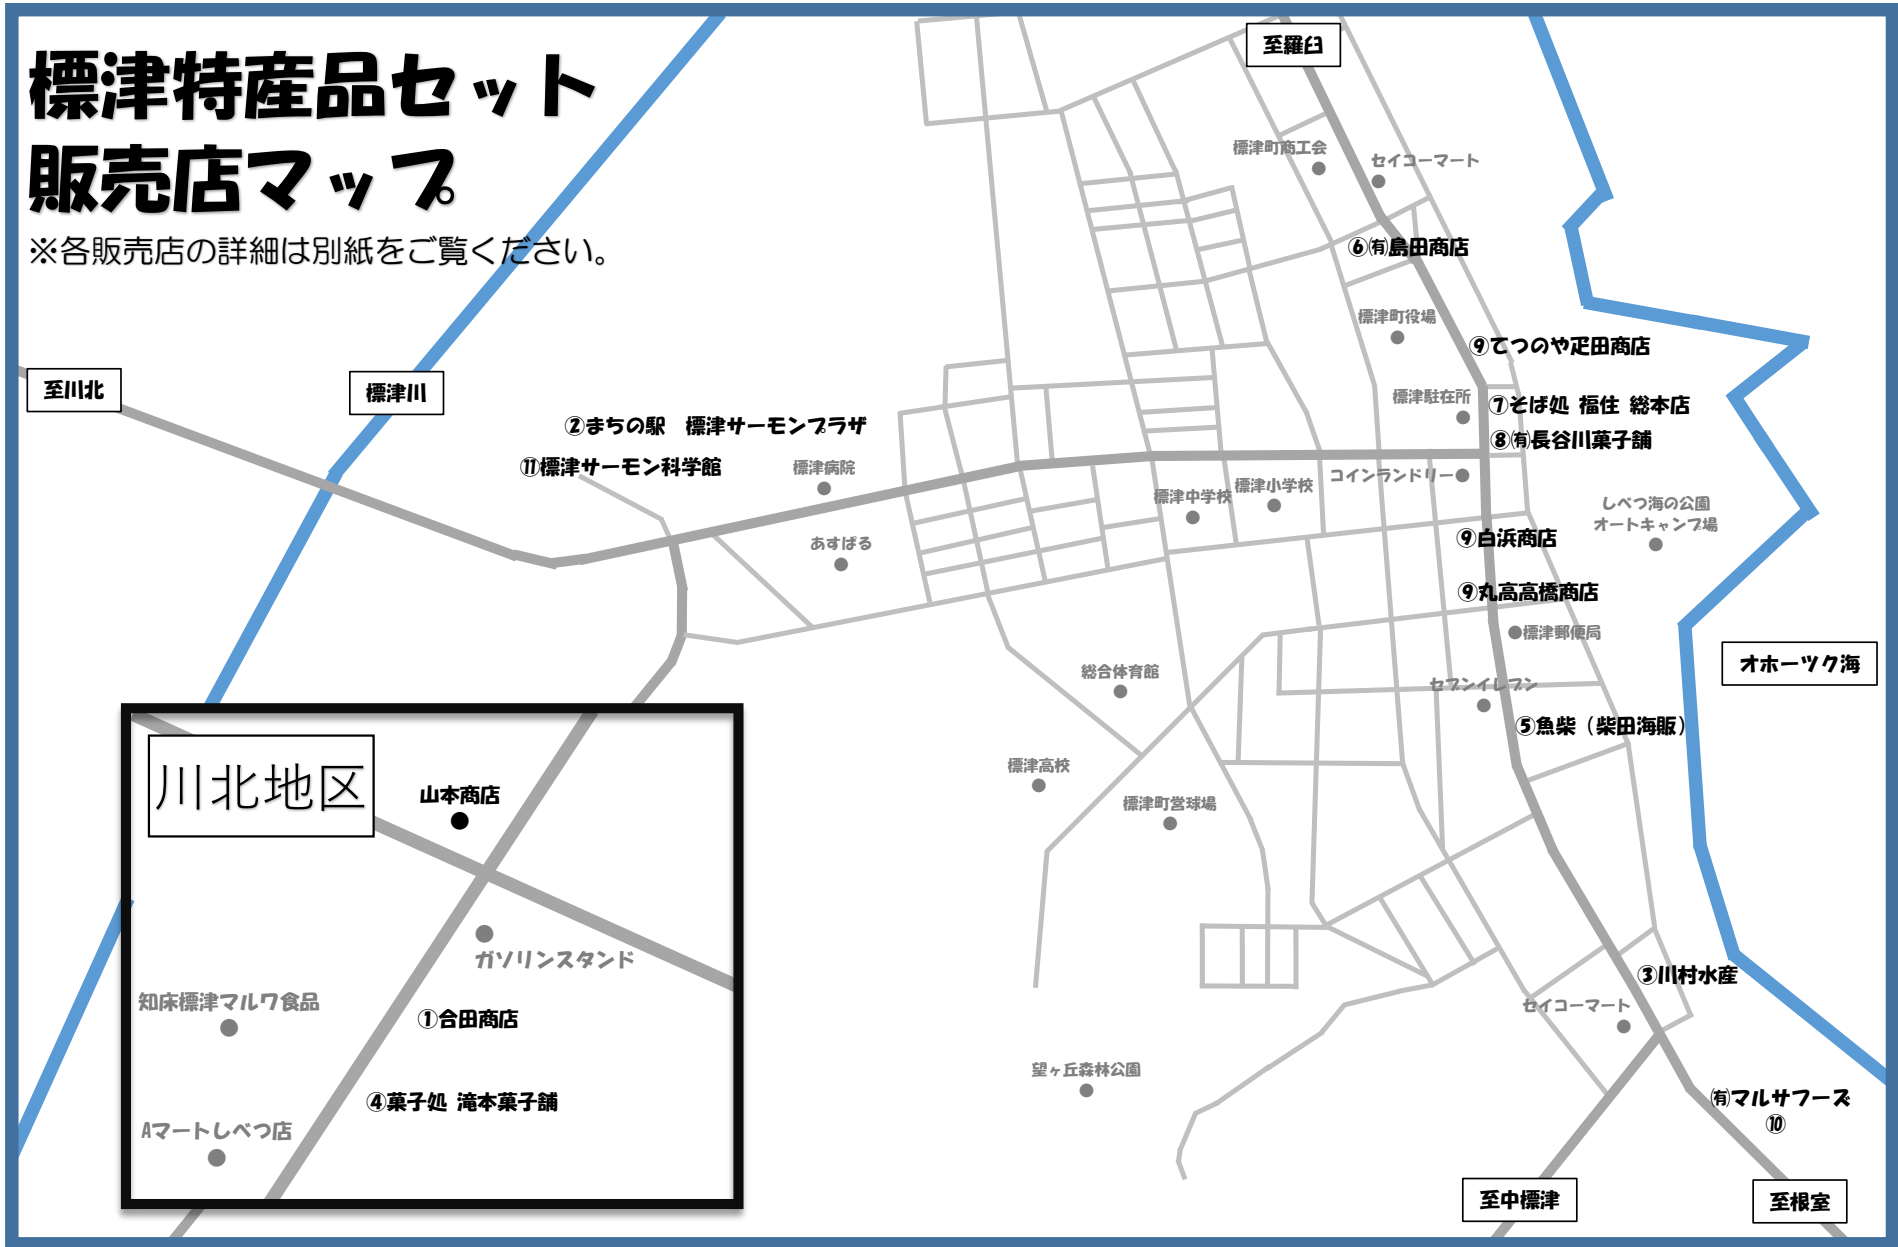 標津特産品セット
販売店マップ
※各販売店の詳細は別紙をご覧ください。
至羅臼
標津町商工会
セイコーマート
⑥㈲島田商店
標津町役場
⑨てつのや疋田商店
至川北
標津川
標津駐在所
⑦そば処 福住 総本店
②まちの駅　標津サーモンプラザ
⑧㈲長谷川菓子舗
⑪標津サーモン科学館
標津病院
コインランドリー
標津中学校
標津小学校
しべつ海の公園
オートキャンプ場
あすぱる
⑨白浜商店
⑨丸高高橋商店
標津郵便局
オホーツク海
総合体育館
セブンイレブン
⑤魚柴（柴田海販）
標津高校
標津町営球場
川北地区
山本商店
ガソリンスタンド
知床標津マルワ食品
①合田商店
④菓子処 滝本菓子舗
Aマートしべつ店
③川村水産
セイコーマート
望ヶ丘森林公園
㈲マルサフーズ
⑩
至中標津
至根室